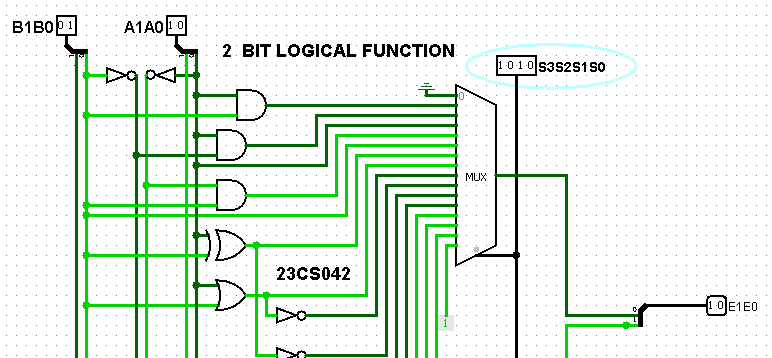 B1B0 0 1 A1A0 1 0
2 BIT LOGICAL FUNCTION
1 0 1 0 S3S2S1S0
0
MUX
23CS042
1 0 E1E0
1